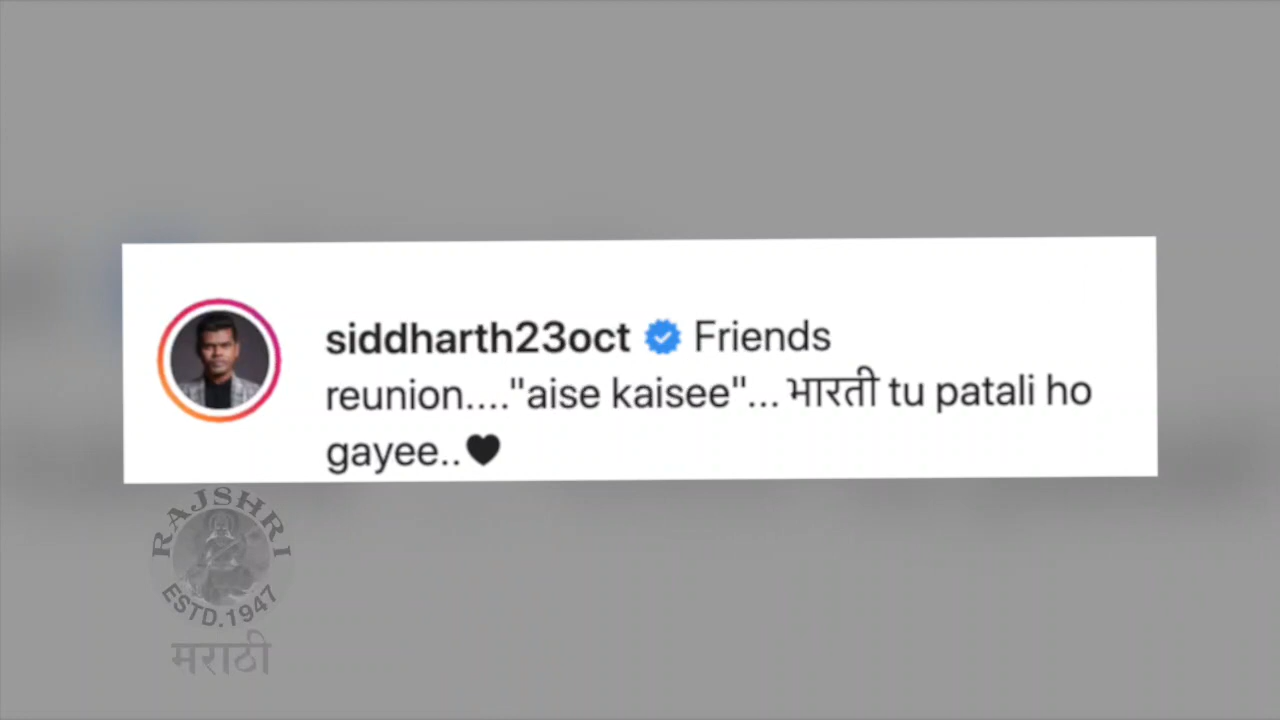 siddharth23oct Friends
reunion...."aise kaisee"... भारती tu patali ho
gayee..🖤
RAJSHRI
ESTD.1947
मराठी